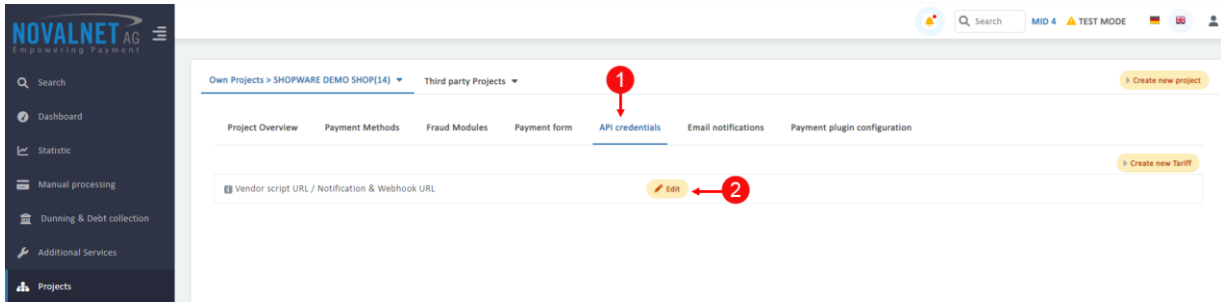 NOVALNET AG
Empowering Payment
Search
MID 4
TEST MODE
Search
Dashboard
Statistic
Manual processing
Dunning & Debt collection
Additional Services
Projects
Own Projects > SHOPWARE DEMO SHOP(14)
Third party Projects
Create new project
1
Project Overview
Payment Methods
Fraud Modules
Payment form
API credentials
Email notifications
Payment plugin configuration
Create new Tariff
Vendor script URL / Notification & Webhook URL
Edit
2